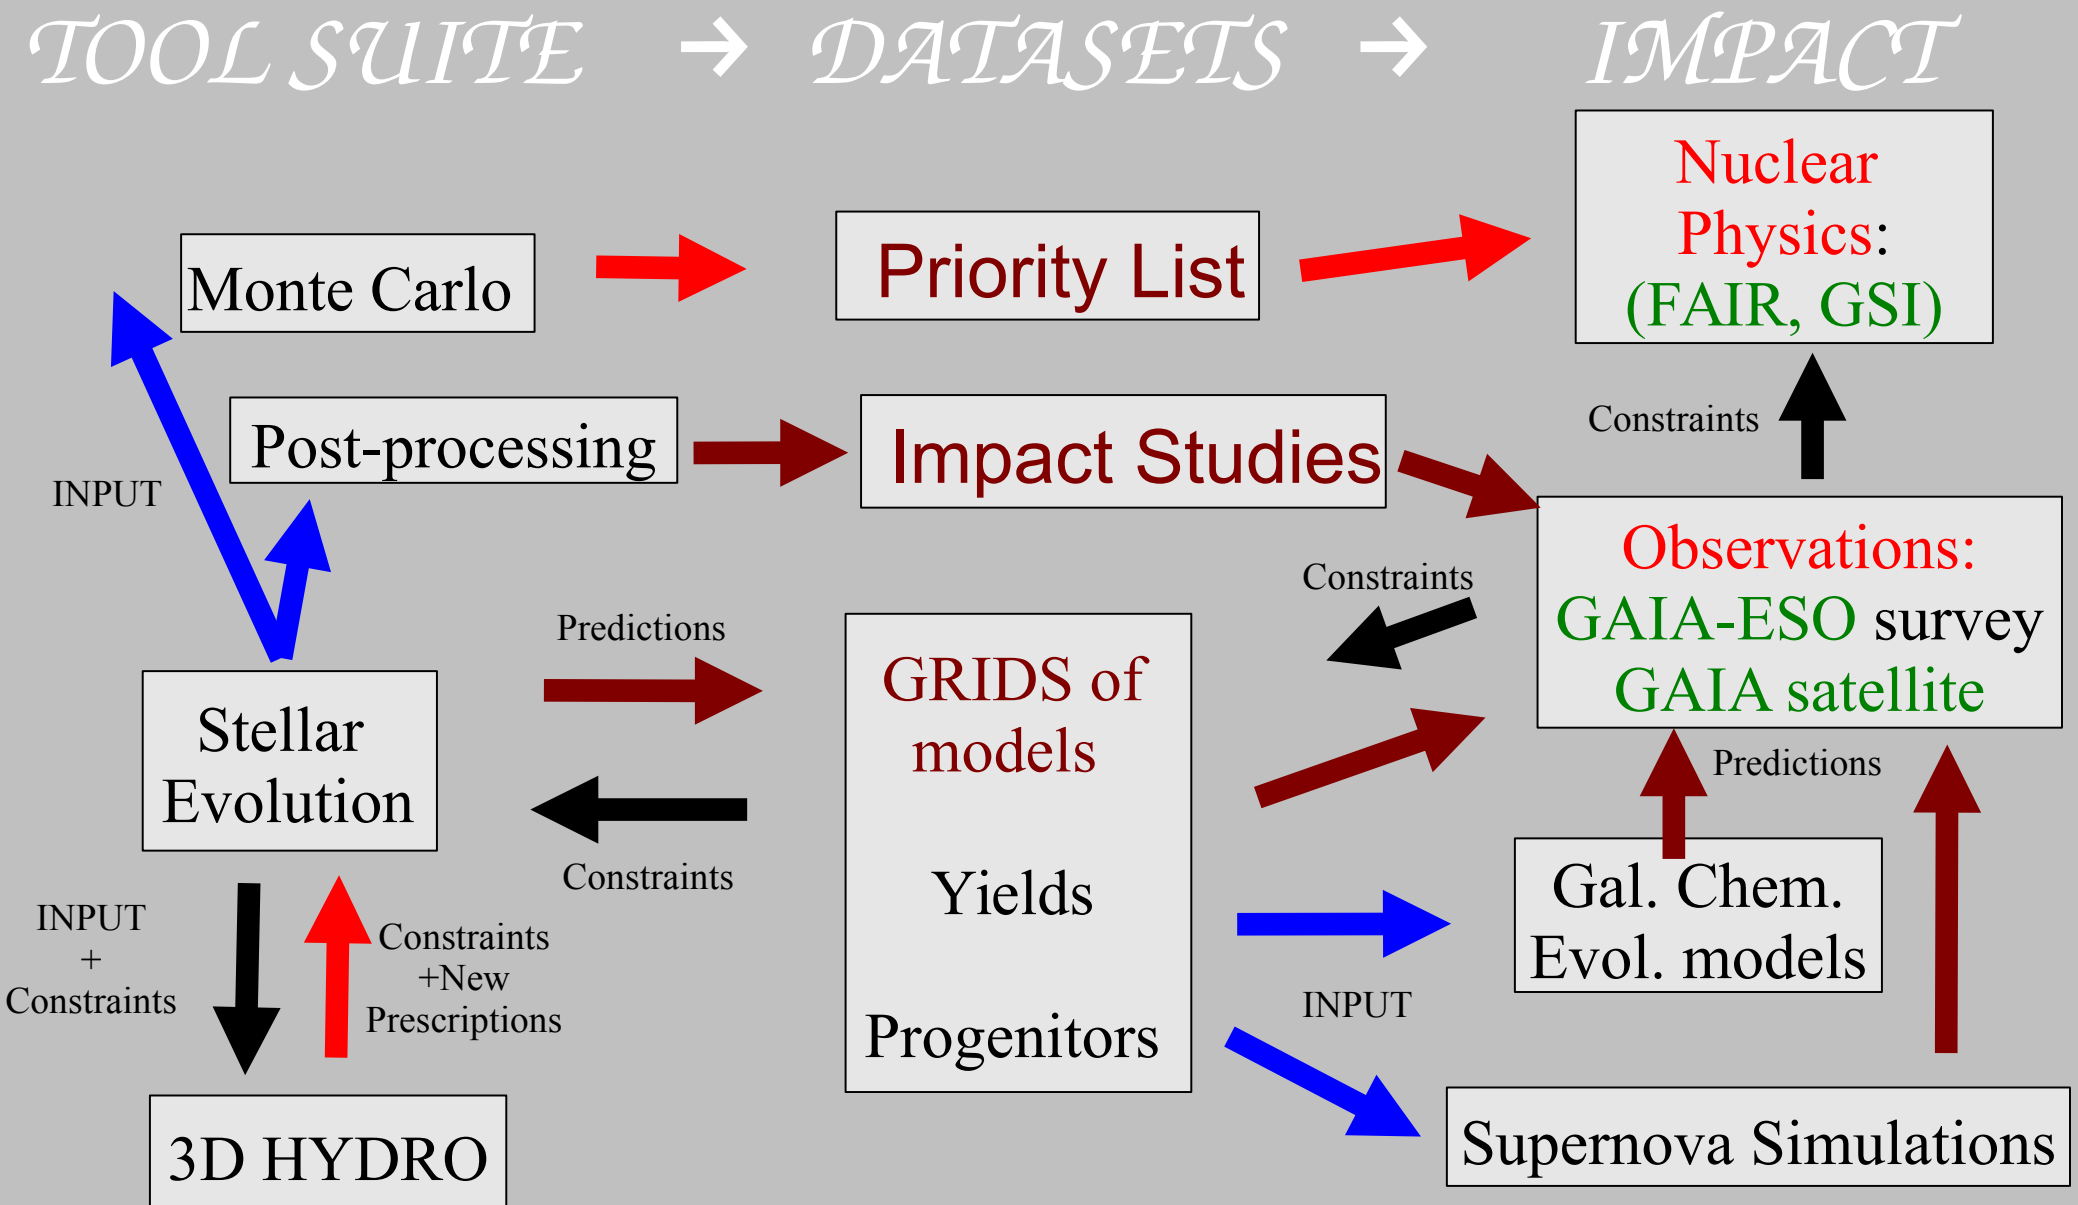 TOOL SUITE → DATASETS → IMPACT
Nuclear
Physics:
(FAIR, GSI)
Monte Carlo
Priority List
Constraints
Post-processing
Impact Studies
INPUT
Observations:
GAIA-ESO survey
GAIA satellite
Constraints
Predictions
GRIDS of
models
Yields
Progenitors
Stellar
Evolution
Predictions
Constraints
Gal. Chem.
Evol. models
INPUT
+
Constraints
Constraints
+New
Prescriptions
INPUT
3D HYDRO
Supernova Simulations